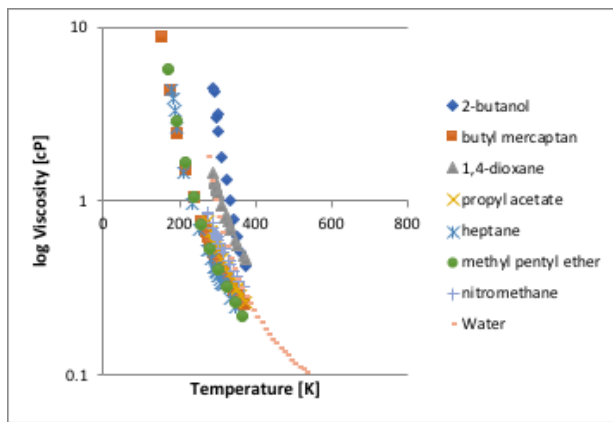 10
1
0.1
log Viscosity [cP]
0 200 400 600 800
Temperature [K]
2-butanol
butyl mercaptan
1,4-dioxane
propyl acetate
heptane
methyl pentyl ether
nitromethane
Water